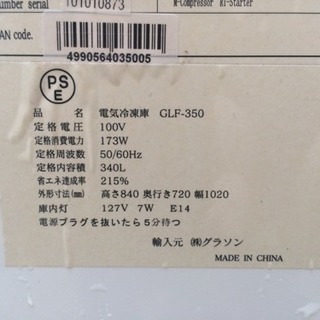 number serial 101010873
M-Compressor RI-Starter
AN code.
4990564035005
PS
E
品名 電気冷凍庫 GLF-350
定格電圧 100V
定格消費電力 173W
定格周波数 50/60Hz
定格内容積 340L
省エネ達成率 215%
外形寸法(㎜) 高さ840 奥行き720 幅1020
庫内灯 127V 7W E14
電源プラグを抜いたら5分待つ
輸入元 ㈱グラソン
MADE IN CHINA